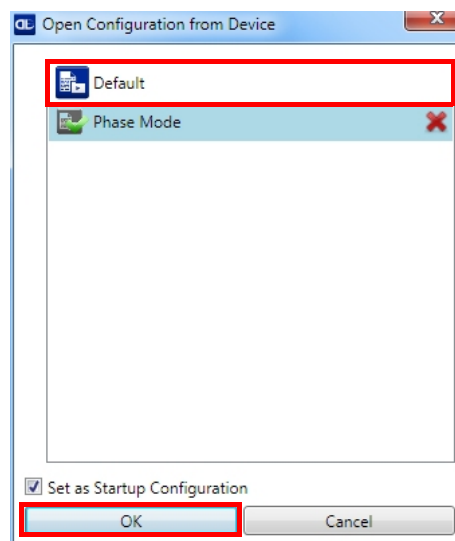 Open Configuration from Device
Default
Phase Mode
Set as Startup Configuration
OK Cancel